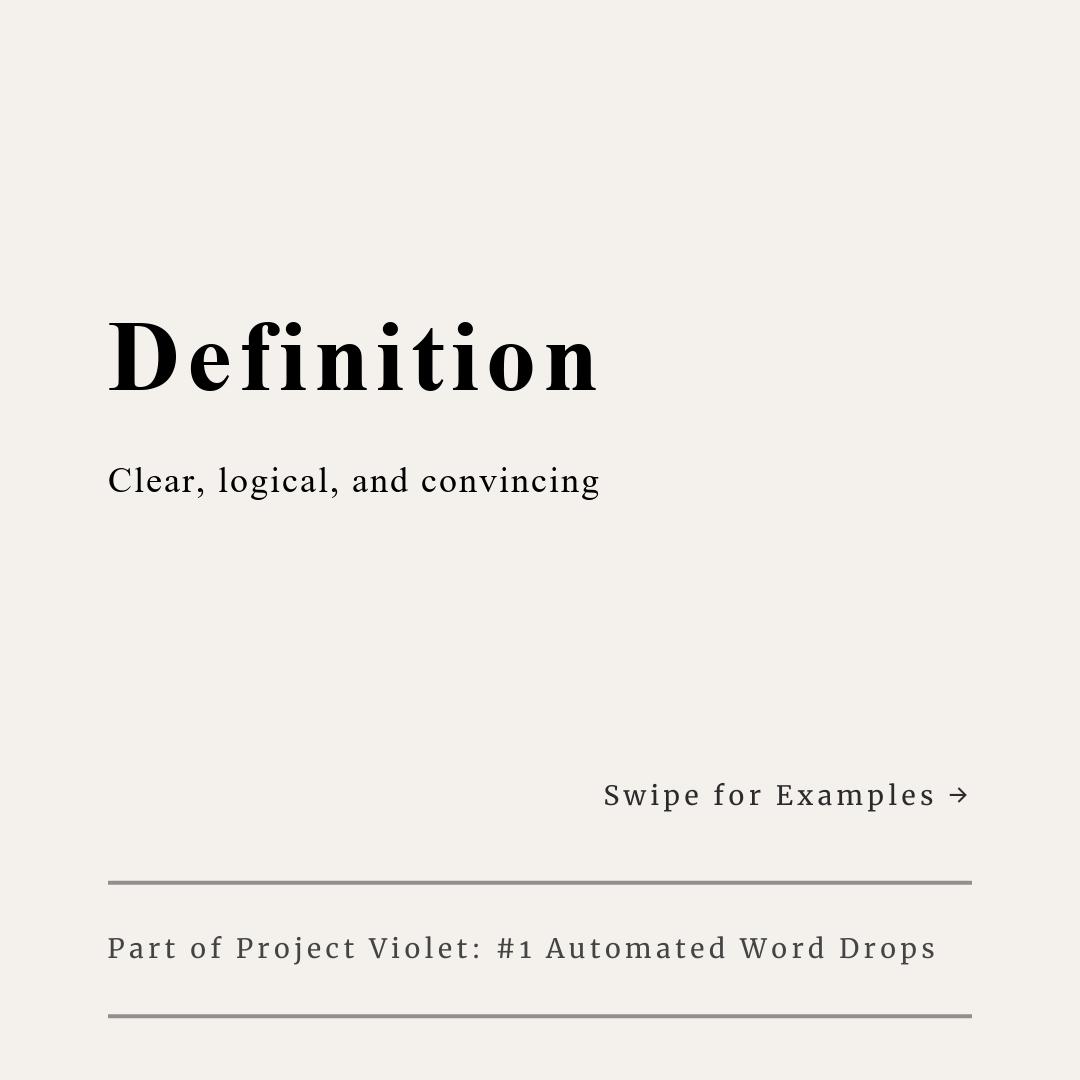 Definition
Clear, logical, and convincing
Swipe for Examples →
Part of Project Violet: #1 Automated Word Drops